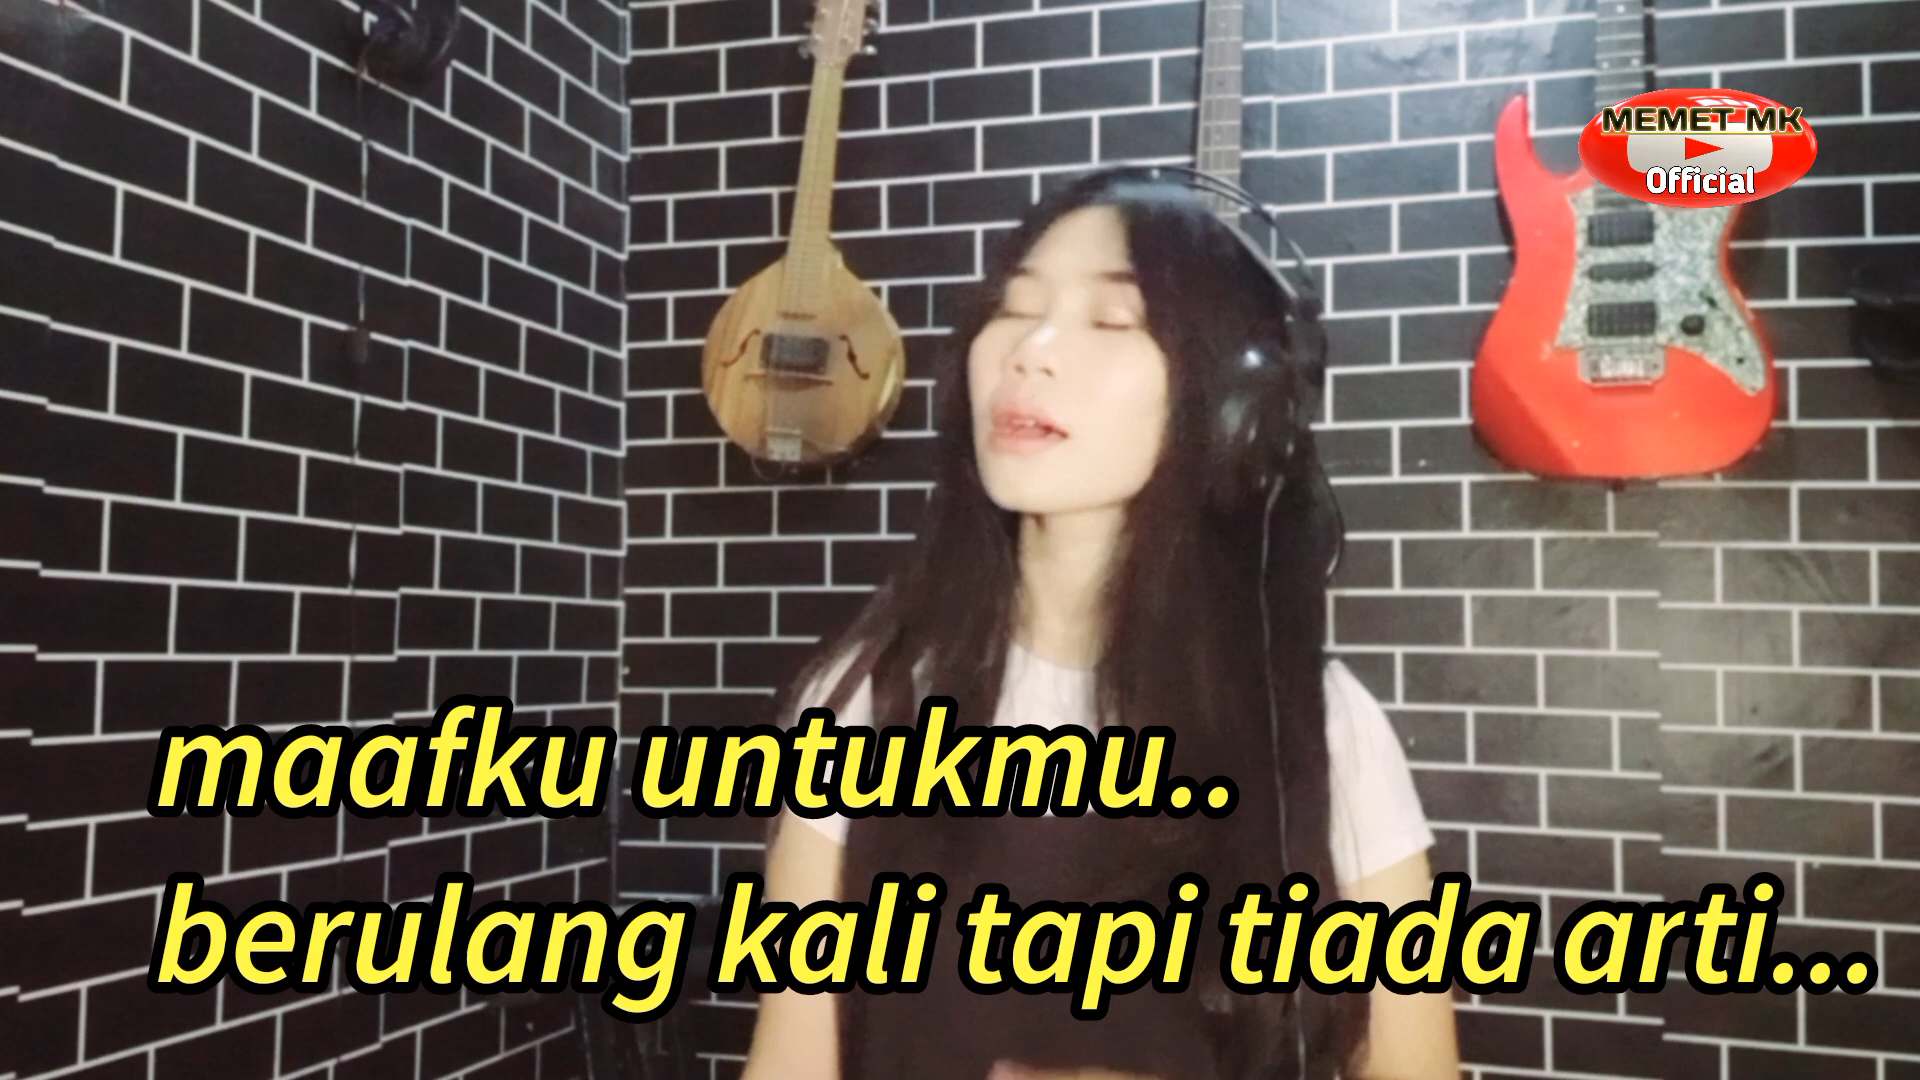 MEMET MK
Official
maafku untukmu..
berulang kali tapi tiada arti...